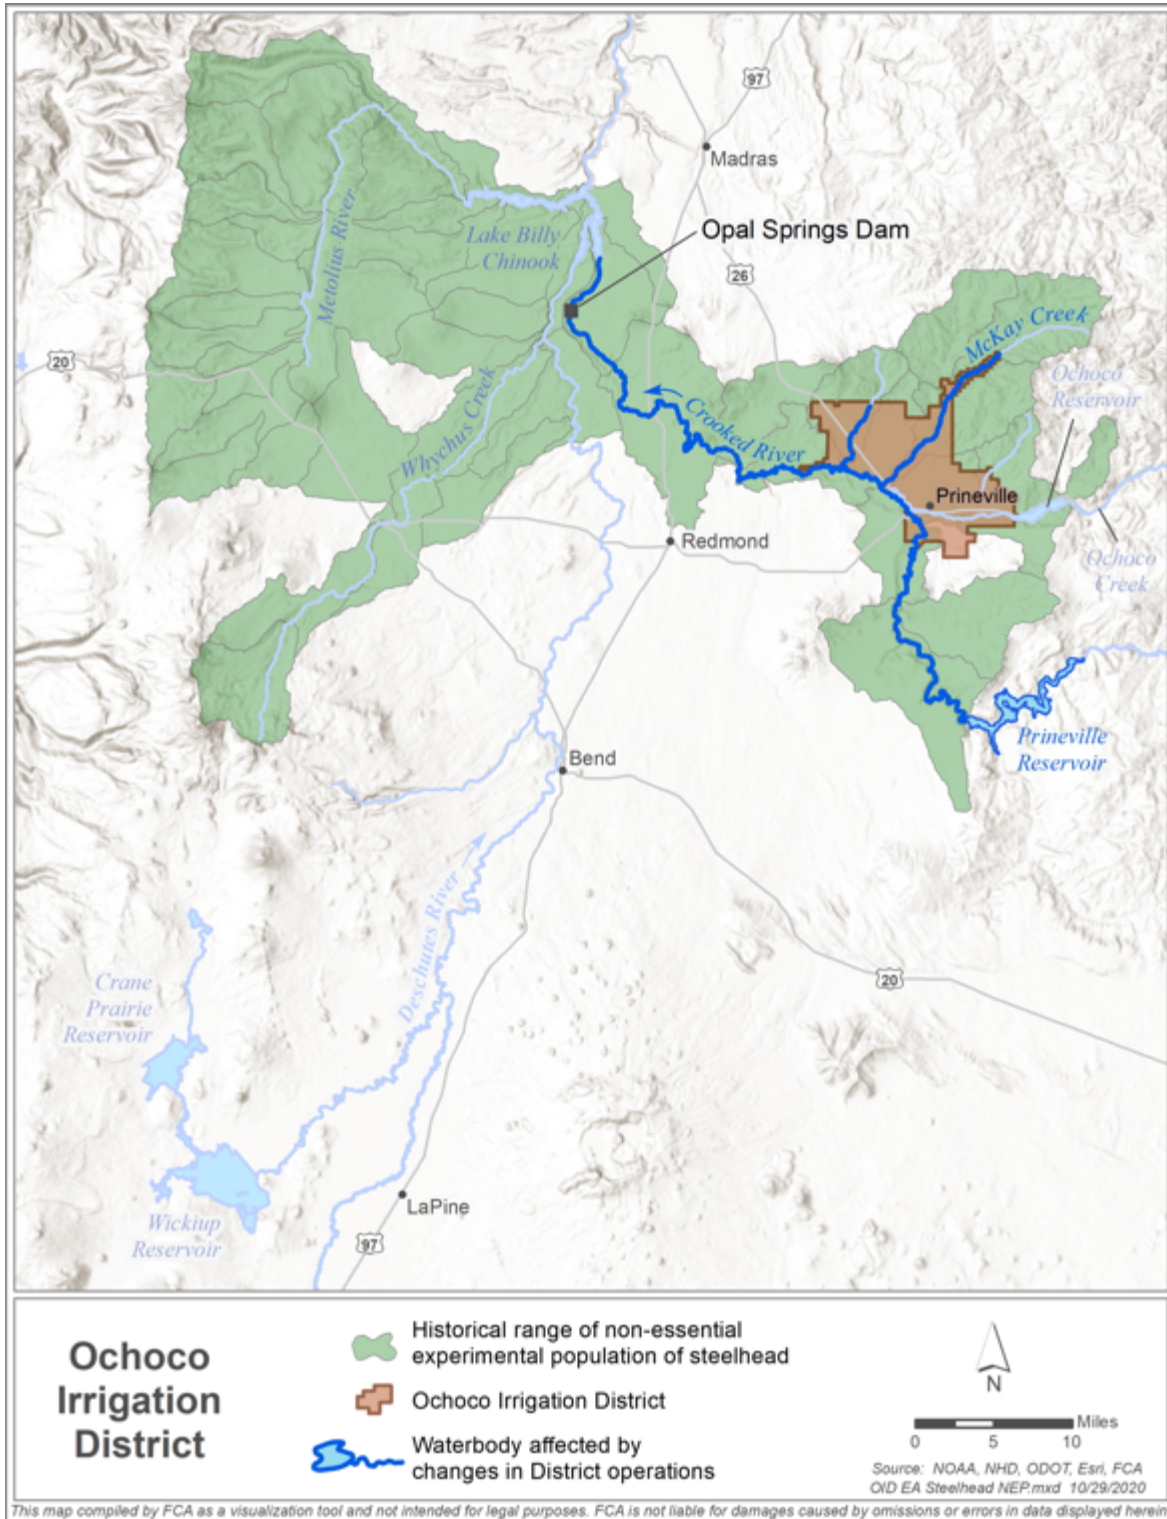 97
Madras
Opal Springs Dam
Lake Billy
Chinook
Metolius River
26
20
McKay Creek
Ochoco
Reservoir
Crooked River
Whychus Creek
Prineville
Redmond
Ochoco
Creek
Prineville
Reservoir
Bend
Deschutes River
20
Crane
Prairie
Reservoir
LaPine
Wickiup
Reservoir
97
Ochoco
Irrigation
District
Historical range of non-essential
experimental population of steelhead
Ochoco Irrigation District
Waterbody affected by
changes in District operations
N
Miles
0 5 10
Source: NOAA, NHD, ODOT, Esri, FCA
OID EA Steelhead NEP.mxd 10/29/2020
This map compiled by FCA as a visualization tool and not intended for legal purposes. FCA is not liable for damages caused by omissions or errors in data displayed herein